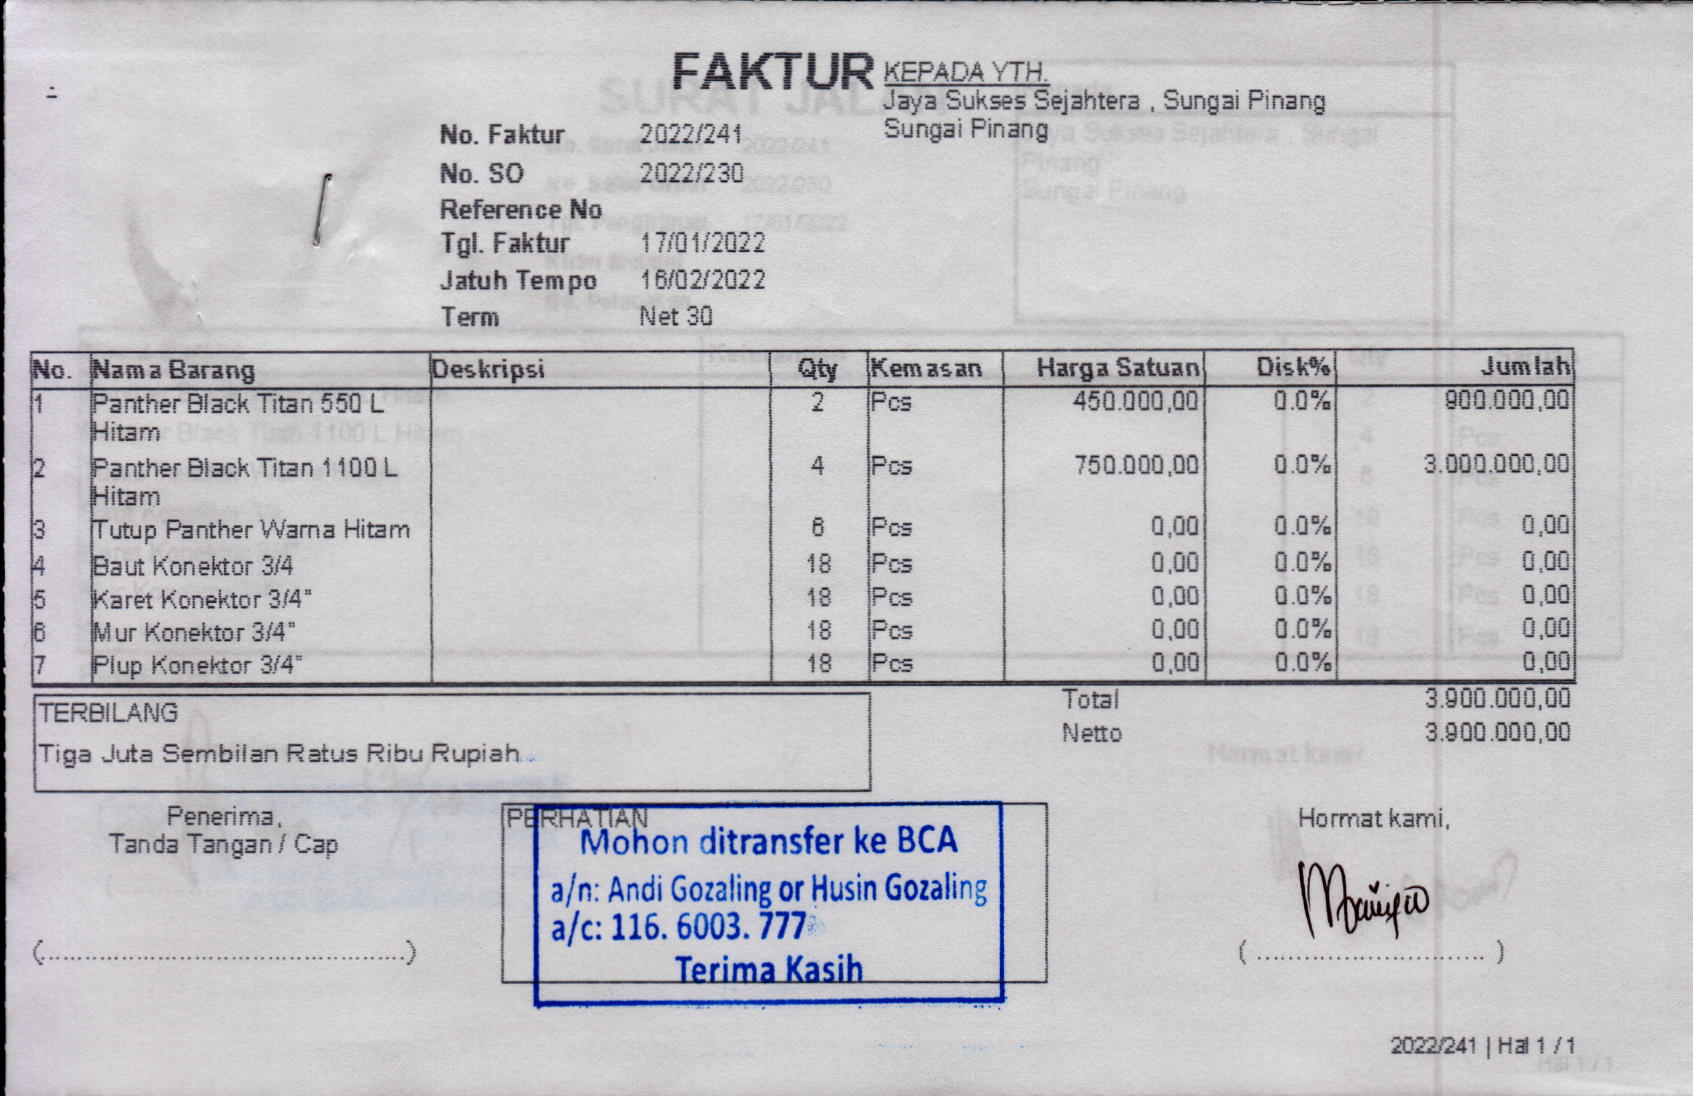 FAKTUR
KEPADA YTH.
Jaya Sukses Sejahtera , Sungai Pinang
Sungai Pinang
No. Faktur 2022/241
No. SO 2022/230
Reference No
Tgl. Faktur 17/01/2022
Jatuh Tempo 16/02/2022
Term Net 30
No. Nama Barang Deskripsi Qty Kemasan Harga Satuan Disk% Jumlah
1 Panther Black Titan 550 L 2 Pcs 450.000,00 0.0% 900.000,00
Hitam
2 Panther Black Titan 1100 L 4 Pcs 750.000,00 0.0% 3.000.000,00
Hitam
3 Tutup Panther Warna Hitam 6 Pcs 0,00 0.0% 0,00
4 Baut Konektor 3/4 18 Pcs 0,00 0.0% 0,00
5 Karet Konektor 3/4" 18 Pcs 0,00 0.0% 0,00
6 Mur Konektor 3/4" 18 Pcs 0,00 0.0% 0,00
7 Plup Konektor 3/4" 18 Pcs 0,00 0.0% 0,00
Total 3.900.000,00
Netto 3.900.000,00
TERBILANG
Tiga Juta Sembilan Ratus Ribu Rupiah
Penerima,
Tanda Tangan / Cap
(..............................................)
PERHATIAN
Mohon ditransfer ke BCA
a/n: Andi Gozaling or Husin Gozaling
a/c: 116. 6003. 777
Terima Kasih
Hormat kami,
( ............................. )
2022/241 | Hal 1 / 1